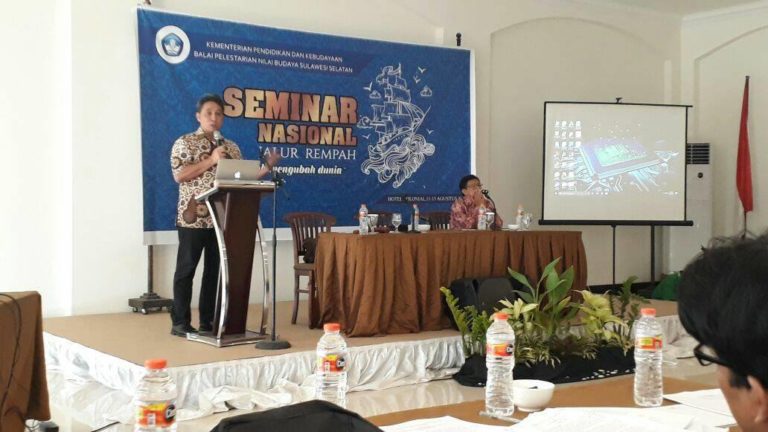 KEMENTERIAN PENDIDIKAN DAN KEBUDAYAAN
BALAI PELESTARIAN NILAI BUDAYA SULAWESI SELATAN
SEMINAR
NASIONAL
JALUR REMPAH
mengubah dunia"